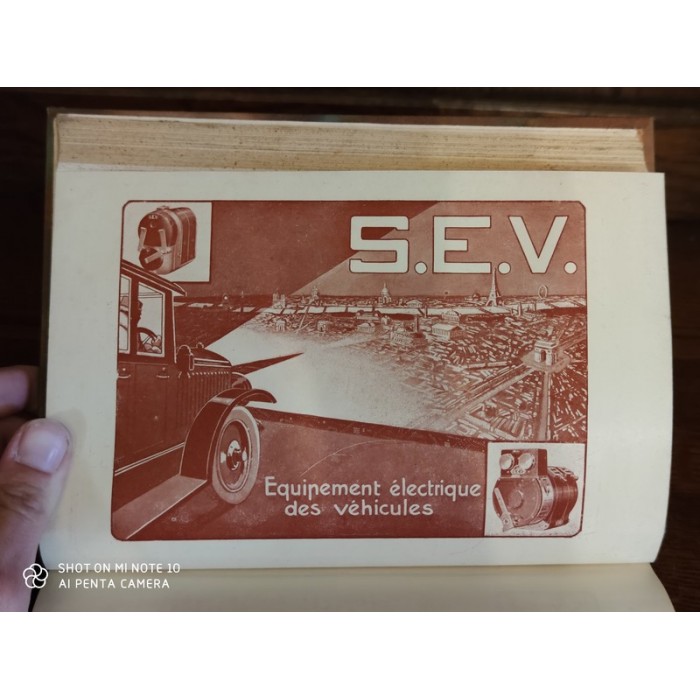 S.E.V.
Equipement électrique
des véhicules
SHOT ON MI NOTE 10
AI PENTA CAMERA